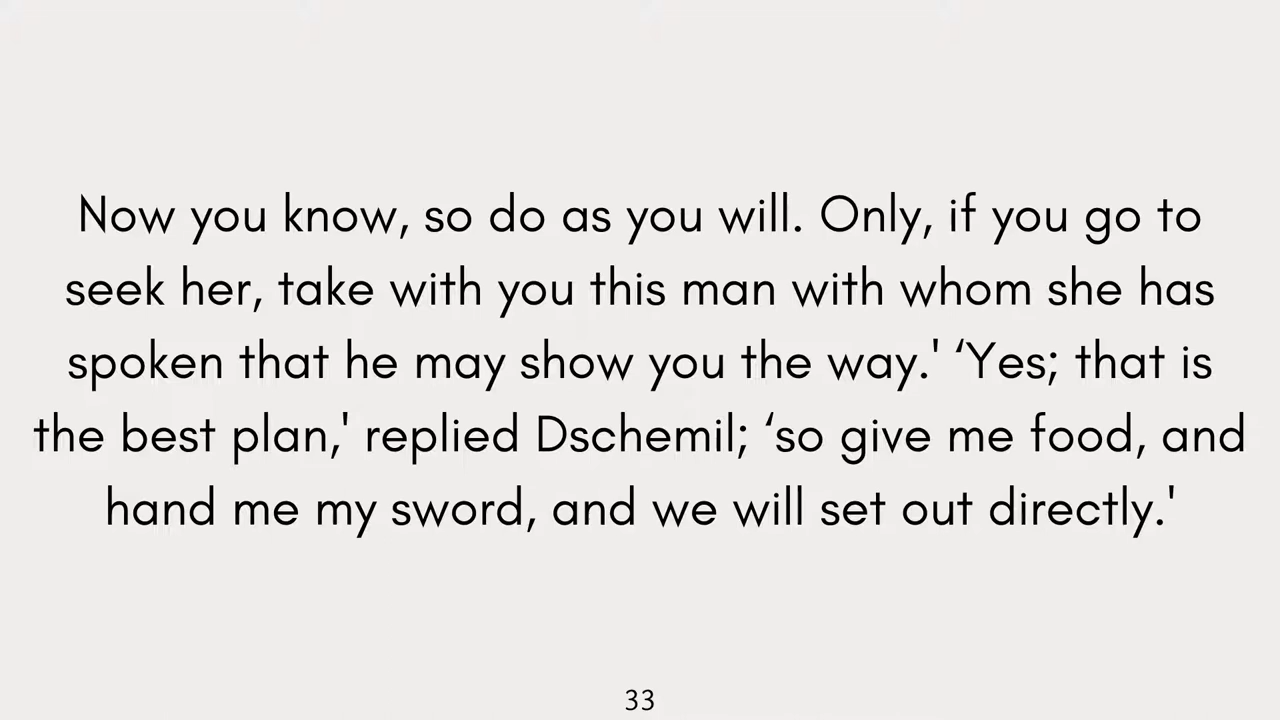 Now you know, so do as you will. Only, if you go to
seek her, take with you this man with whom she has
spoken that he may show you the way.' ‘Yes; that is
the best plan,' replied Dschemil; ‘so give me food, and
hand me my sword, and we will set out directly.'
33